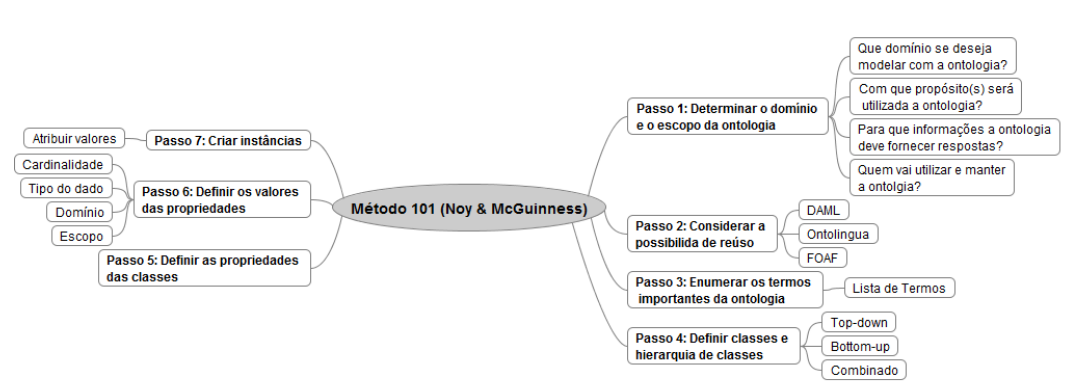 Método 101 (Noy & McGuinness)
Passo 1: Determinar o domínio
e o escopo da ontologia
Que domínio se deseja
modelar com a ontologia?
Com que propósito(s) será
utilizada a ontologia?
Para que informações a ontologia
deve fornecer respostas?
Quem vai utilizar e manter
a ontolgia?
Passo 2: Considerar a
possibilida de reúso
DAML
Ontolingua
FOAF
Passo 3: Enumerar os termos
importantes da ontologia
Lista de Termos
Passo 4: Definir classes e
hierarquia de classes
Top-down
Bottom-up
Combinado
Passo 5: Definir as propriedades
das classes
Passo 6: Definir os valores
das propriedades
Cardinalidade
Tipo do dado
Domínio
Escopo
Passo 7: Criar instâncias
Atribuir valores